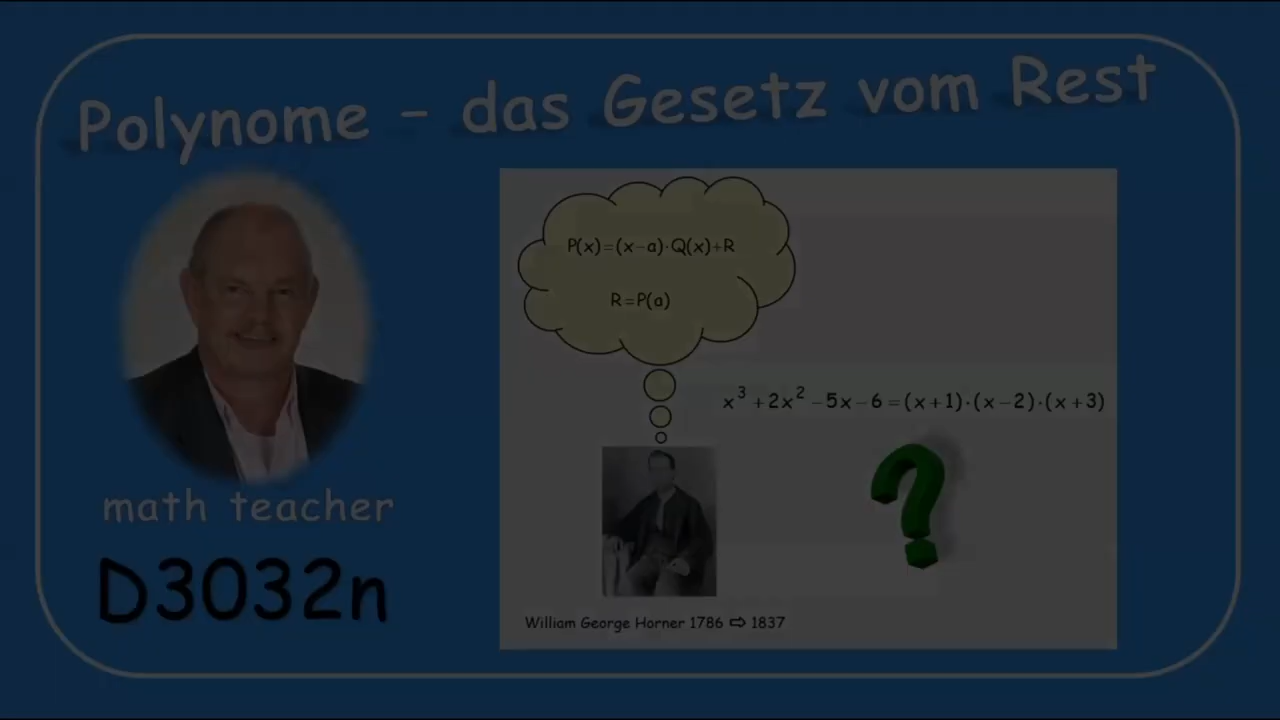 Polynome - das Gesetz vom Rest
P(x)=(x-a)·Q(x)+R
R=P(a)
x³+2x²-5x-6=(x+1)·(x-2)·(x+3)
math teacher
D3032n
William George Horner 1786 ⇨ 1837